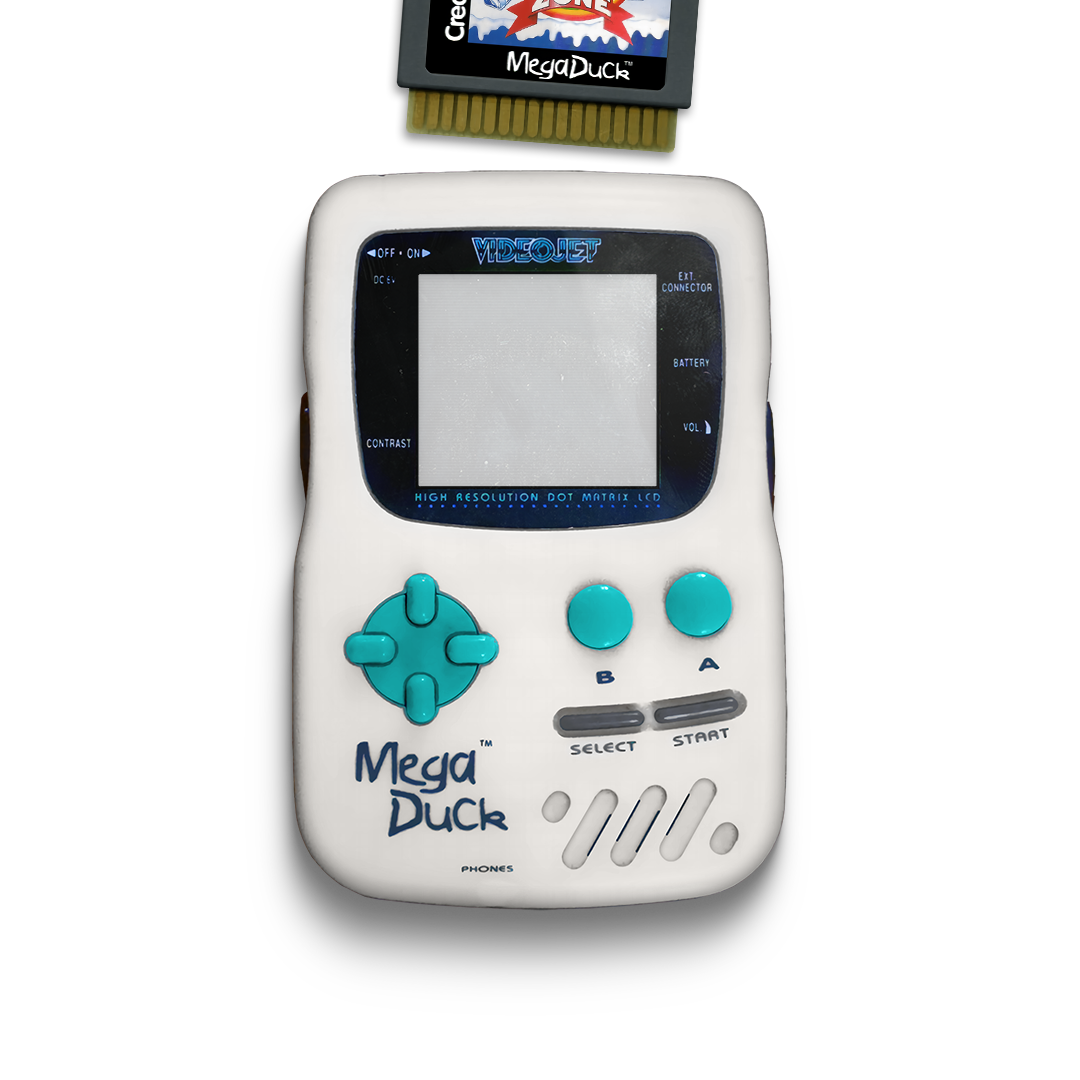 Crea
ZONE
MegaDuck™
◀OFF • ON▶
VIDEOJET
DC 6V
EXT.
CONNECTOR
BATTERY
VOL.
CONTRAST
HIGH RESOLUTION DOT MATRIX LCD
B
A
SELECT
START
Mega™
Duck
PHONES